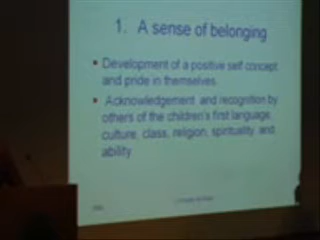 1. A sense of belonging
Development of a positive self concept
and pride in themselves.
Acknowledgement and recognition by
others of the children's first language,
culture, class, religion, spirituality, and
ability